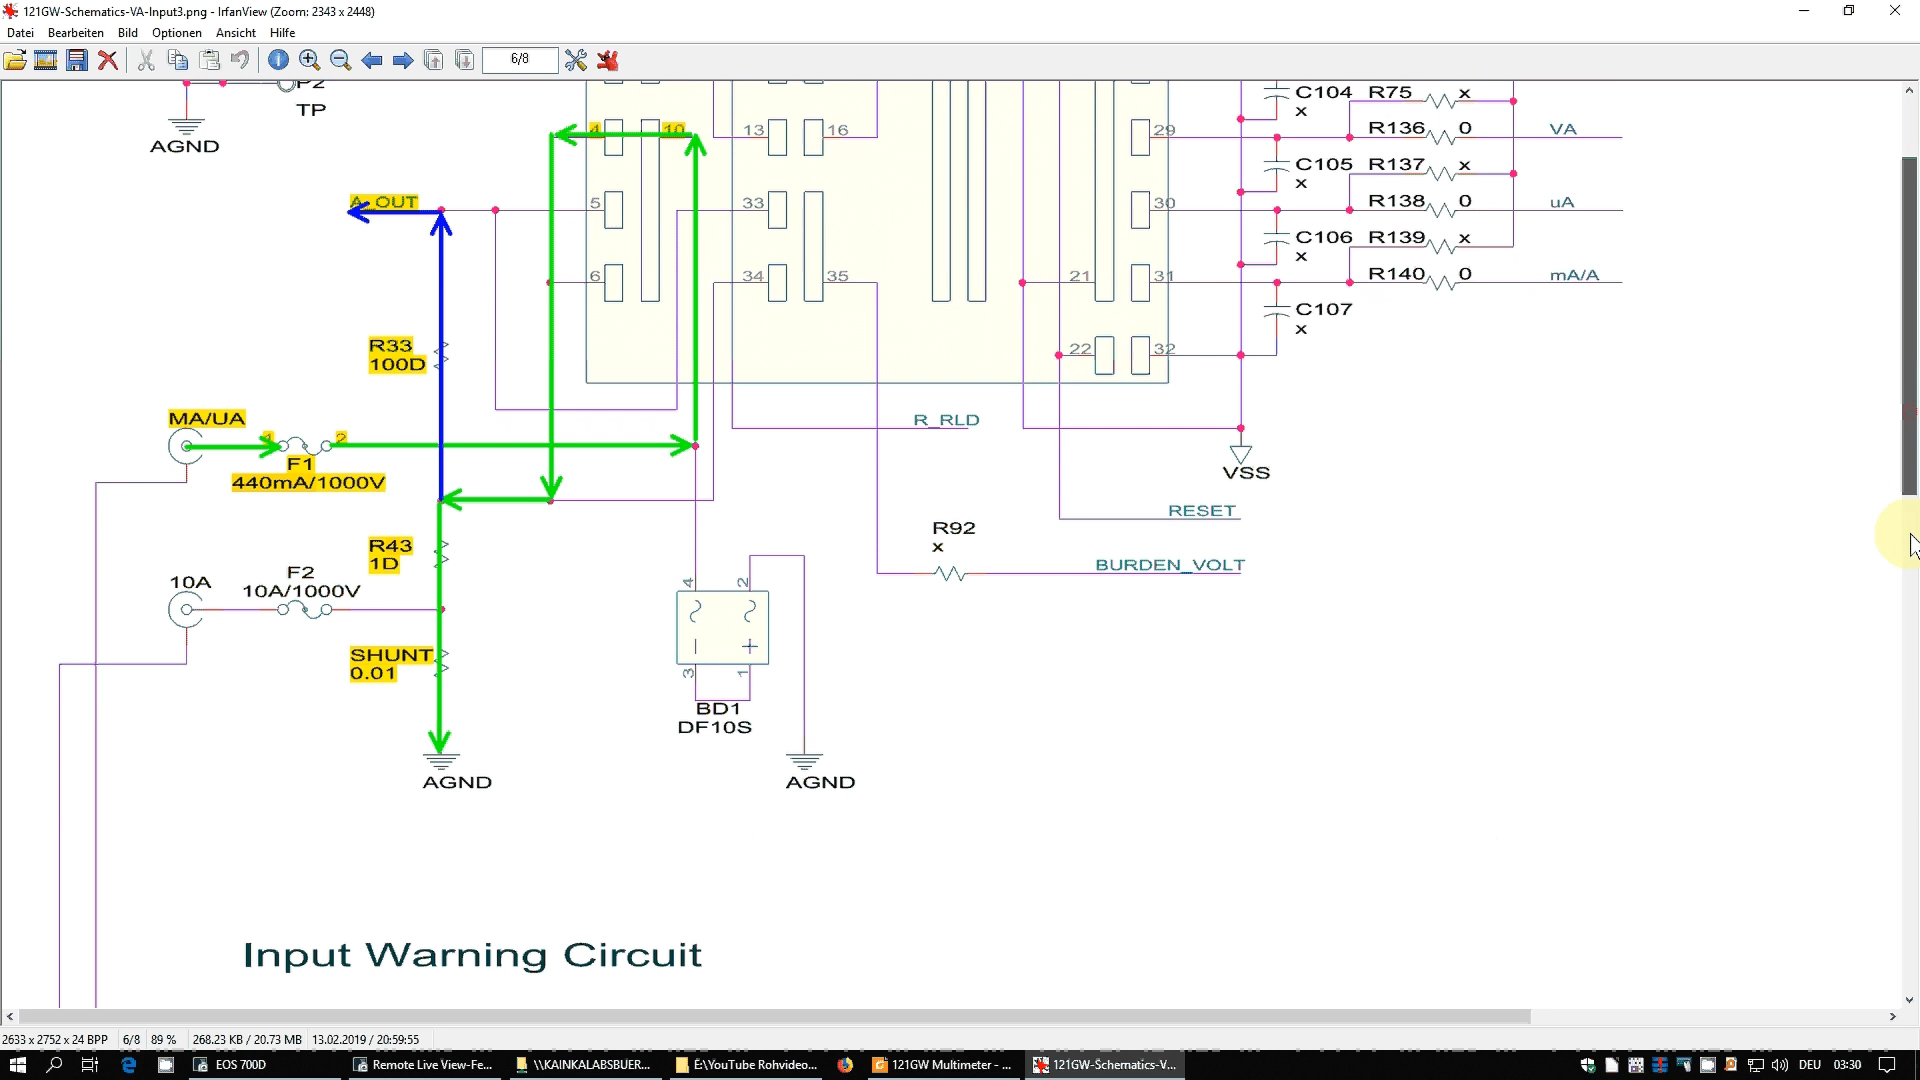 121GW-Schematics-VA-Input3.png - IrfanView (Zoom: 2343 x 2448)
Datei Bearbeiten Bild Optionen Ansicht Hilfe
6/8
P2
TP
AGND
A_OUT
4 10 13 16 29
5 33 30
6 34 35 21 31
22 32
C104 R75 x
x
R136 0 VA
C105 R137 x
x
R138 0 uA
C106 R139 x
x
R140 0 mA/A
C107
x
R33
100D
MA/UA
1 2
F1
440mA/1000V
R_RLD
VSS
RESET
R92
x
BURDEN_VOLT
R43
1D
10A
F2
10A/1000V
SHUNT
0.01
4 2
3 1
BD1
DF10S
AGND
AGND
Input Warning Circuit
2633 x 2752 x 24 BPP 6/8 89 % 268.23 KB / 20.73 MB 13.02.2019 / 20:59:55
EOS 700D Remote Live View-Fe... \\KAINKALABSBUER... E:\YouTube Rohvideo... 121GW Multimeter - ... 121GW-Schematics-V... DEU 03:30